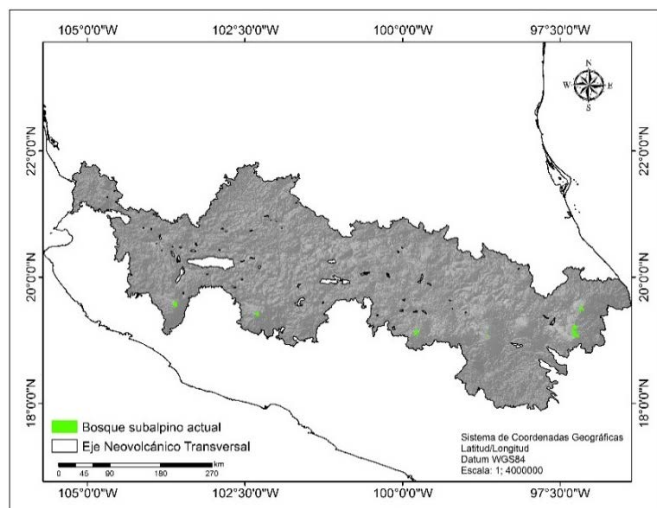 105°0'0"W 102°30'0"W 100°0'0"W 97°30'0"W
N
W E
S
22°0'0"N 22°0'0"N
20°0'0"N 20°0'0"N
18°0'0"N 18°0'0"N
Bosque subalpino actual
Eje Neovolcánico Transversal
km
0 45 90 180 270
Sistema de Coordenadas Geográficas
Latitud/Longitud
Datum WGS84
Escala: 1; 4000000
105°0'0"W 102°30'0"W 100°0'0"W 97°30'0"W